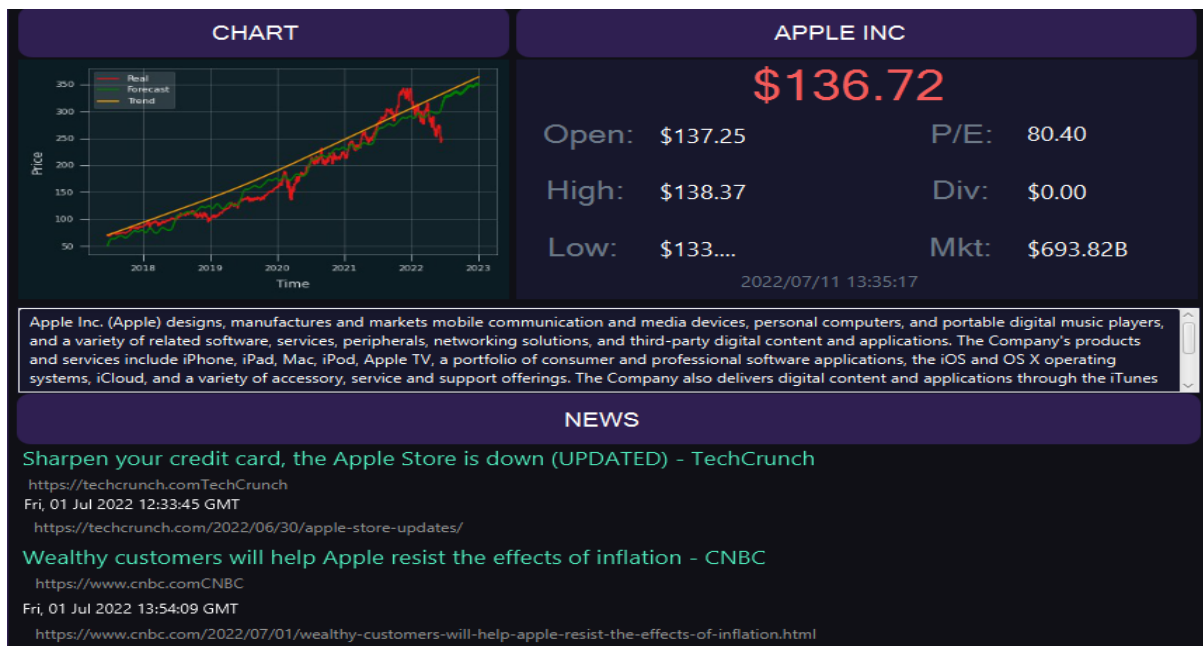 CHART
APPLE INC
Real
Forecast
Trend
350
300
250
200
150
100
50
Price
2018 2019 2020 2021 2022 2023
Time
$136.72
Open: $137.25 P/E: 80.40
High: $138.37 Div: $0.00
Low: $133.... Mkt: $693.82B
2022/07/11 13:35:17
Apple Inc. (Apple) designs, manufactures and markets mobile communication and media devices, personal computers, and portable digital music players,
and a variety of related software, services, peripherals, networking solutions, and third-party digital content and applications. The Company's products
and services include iPhone, iPad, Mac, iPod, Apple TV, a portfolio of consumer and professional software applications, the iOS and OS X operating
systems, iCloud, and a variety of accessory, service and support offerings. The Company also delivers digital content and applications through the iTunes
NEWS
Sharpen your credit card, the Apple Store is down (UPDATED) - TechCrunch
https://techcrunch.comTechCrunch
Fri, 01 Jul 2022 12:33:45 GMT
https://techcrunch.com/2022/06/30/apple-store-updates/
Wealthy customers will help Apple resist the effects of inflation - CNBC
https://www.cnbc.comCNBC
Fri, 01 Jul 2022 13:54:09 GMT
https://www.cnbc.com/2022/07/01/wealthy-customers-will-help-apple-resist-the-effects-of-inflation.html